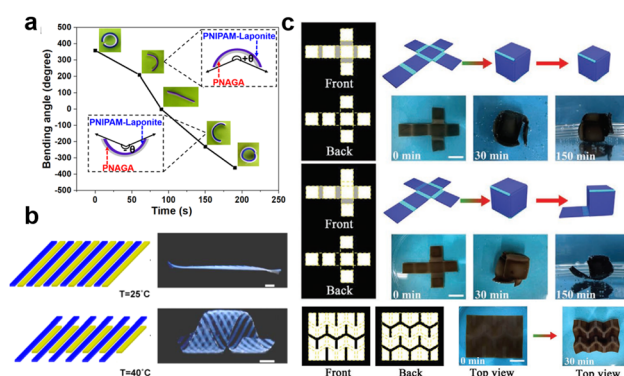 a
Bending angle (degree)
500
400
300
200
100
0
-100
-200
-300
-400
-500
0
50
100
150
200
250
Time (s)
PNIPAM-Laponite
+θ
PNAGA
PNIPAM-Laponite
-θ
PNAGA
b
T=25°C
T=40°C
c
Front
Back
0 min
30 min
150 min
Front
Back
0 min
30 min
150 min
Front
Back
0 min
Top view
30 min
Top view